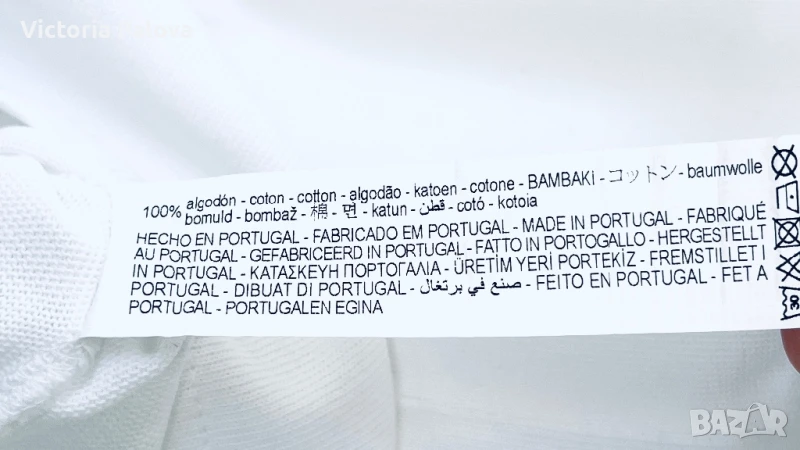 100% algodón - coton - cotton - algodão - katoen - cotone - BAMBAKI - コットン - baumwolle
bomuld - bombaž - 棉 - 면 - katun - قطن - cotó - kotoia
HECHO EN PORTUGAL - FABRICADO EM PORTUGAL - MADE IN PORTUGAL - FABRIQUÉ
AU PORTUGAL - GEFABRICEERD IN PORTUGAL - FATTO IN PORTOGALLO - HERGESTELLT
IN PORTUGAL - ΚΑΤΑΣΚΕΥΗ ΠΟΡΤΟΓΑΛΙΑ - ÜRETİM YERİ PORTEKİZ - FREMSTILLET I
PORTUGAL - DIBUAT DI PORTUGAL - صنع في برتغال - FEITO EN PORTUGAL - FET A
PORTUGAL - PORTUGALEN EGINA
30
BAZAR
Victoria